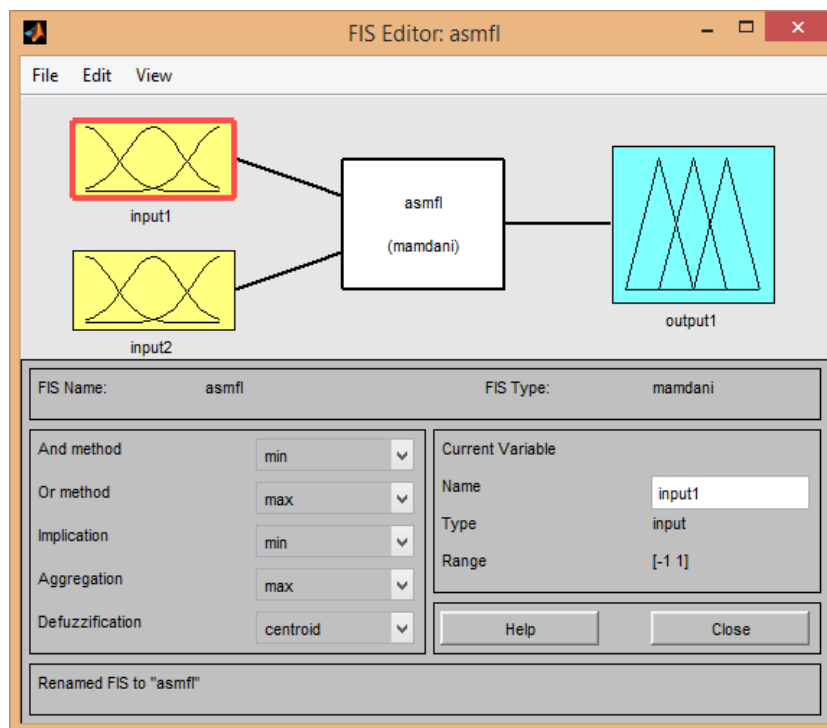 FIS Editor: asmfl
File Edit View
input1
input2
asmfl
(mamdani)
output1
FIS Name: asmfl FIS Type: mamdani
And method min
Or method max
Implication min
Aggregation max
Defuzzification centroid
Current Variable
Name input1
Type input
Range [-1 1]
Help Close
Renamed FIS to "asmfl"